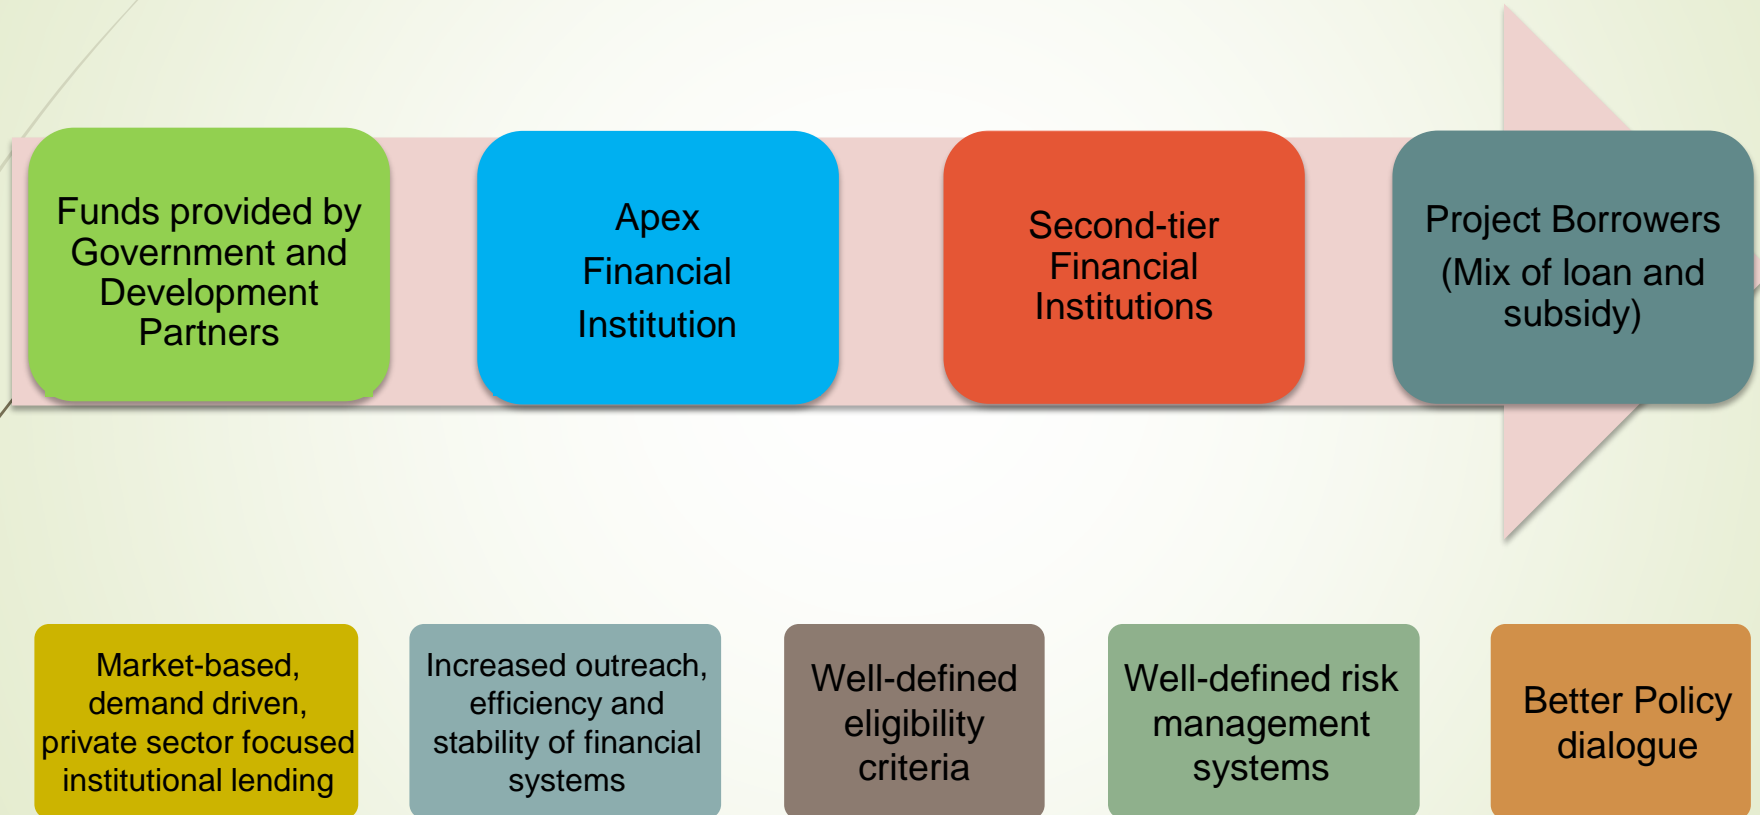 Funds provided by
Government and
Development
Partners
Apex
Financial
Institution
Second-tier
Financial
Institutions
Project Borrowers
(Mix of loan and
subsidy)
Market-based,
demand driven,
private sector focused
institutional lending
Increased outreach,
efficiency and
stability of financial
systems
Well-defined
eligibility
criteria
Well-defined risk
management
systems
Better Policy
dialogue